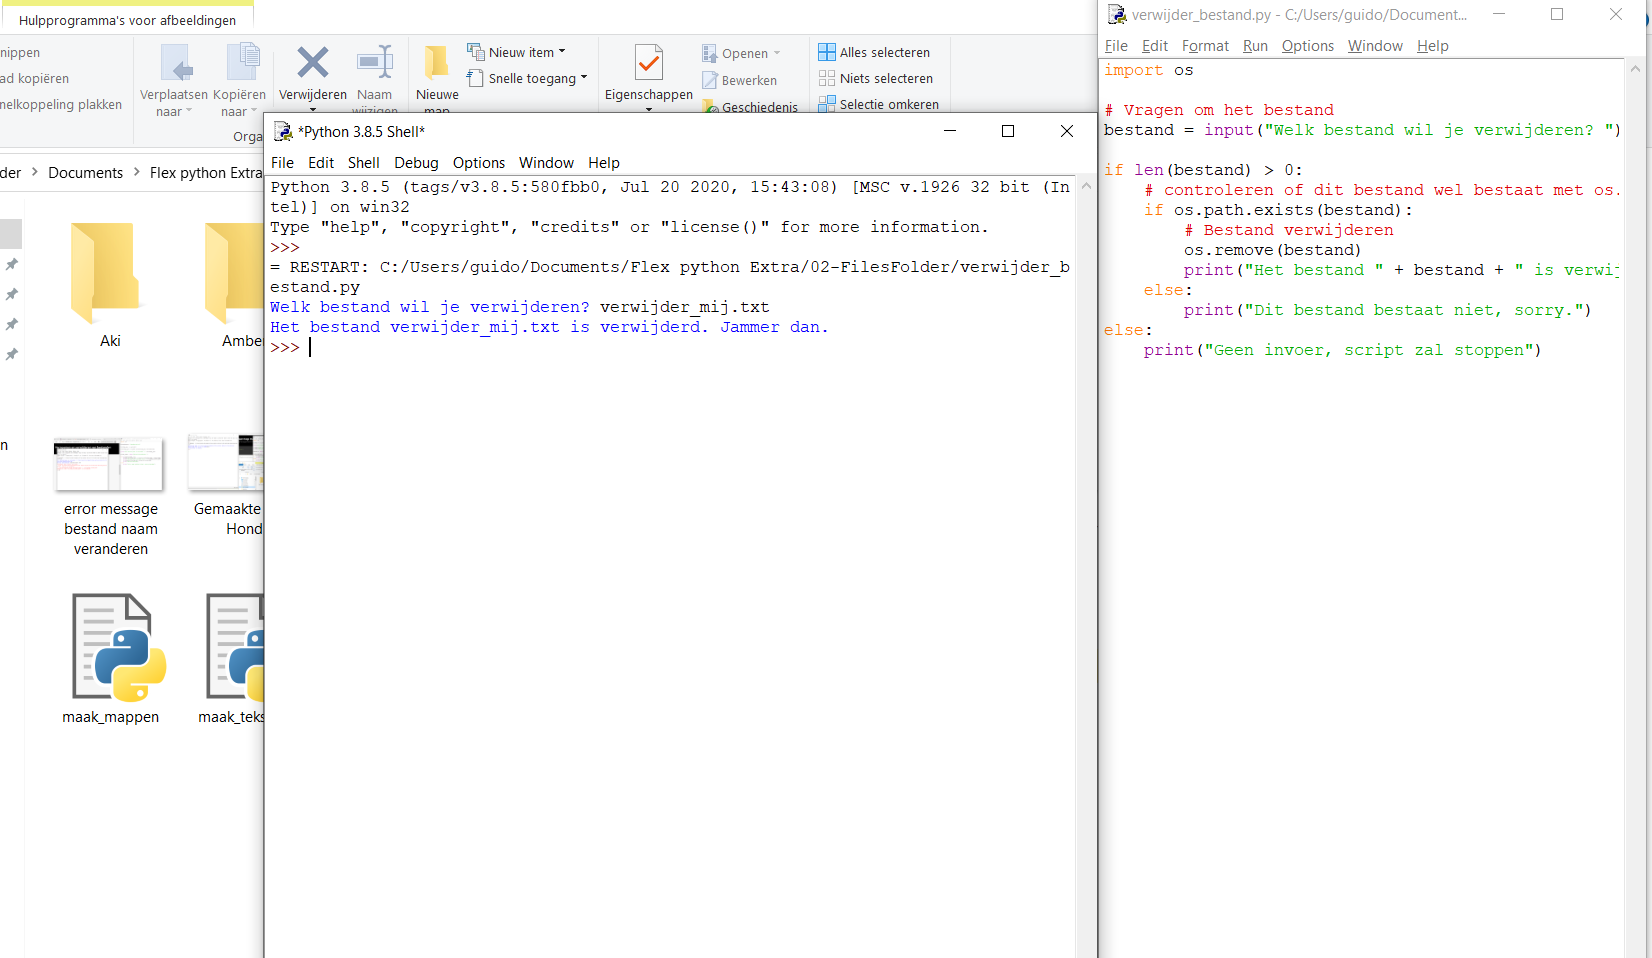 Hulpprogramma's voor afbeeldingen
nippen
ad kopiëren
nelkoppeling plakken
Verplaatsen naar
Kopiëren naar
Verwijderen
Naam wijzigen
Nieuwe map
Nieuw item
Snelle toegang
Eigenschappen
Openen
Bewerken
Geschiedenis
Alles selecteren
Niets selecteren
Selectie omkeren
Orga
der > Documents > Flex python Extra
Aki
Ambe
error message
bestand naam
veranderen
Gemaakte
Hond
maak_mappen
maak_teks
n
*Python 3.8.5 Shell*
File Edit Shell Debug Options Window Help
Python 3.8.5 (tags/v3.8.5:580fbb0, Jul 20 2020, 15:43:08) [MSC v.1926 32 bit (In
tel)] on win32
Type "help", "copyright", "credits" or "license()" for more information.
>>>
= RESTART: C:/Users/guido/Documents/Flex python Extra/02-FilesFolder/verwijder_b
estand.py
Welk bestand wil je verwijderen? verwijder_mij.txt
Het bestand verwijder_mij.txt is verwijderd. Jammer dan.
>>>
verwijder_bestand.py - C:/Users/guido/Document...
File Edit Format Run Options Window Help
import os
# Vragen om het bestand
bestand = input("Welk bestand wil je verwijderen? ")
if len(bestand) > 0:
    # controleren of dit bestand wel bestaat met os.
    if os.path.exists(bestand):
        # Bestand verwijderen
        os.remove(bestand)
        print("Het bestand " + bestand + " is verwij
    else:
        print("Dit bestand bestaat niet, sorry.")
else:
    print("Geen invoer, script zal stoppen")